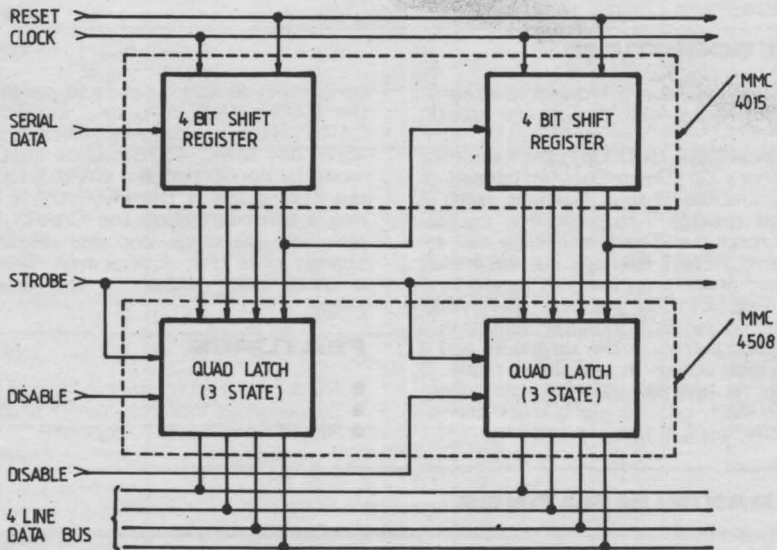 RESET
CLOCK
MMC
4015
SERIAL
DATA
4 BIT SHIFT
REGISTER
4 BIT SHIFT
REGISTER
STROBE
MMC
4508
QUAD LATCH
(3 STATE)
QUAD LATCH
(3 STATE)
DISABLE
DISABLE
4 LINE
DATA BUS